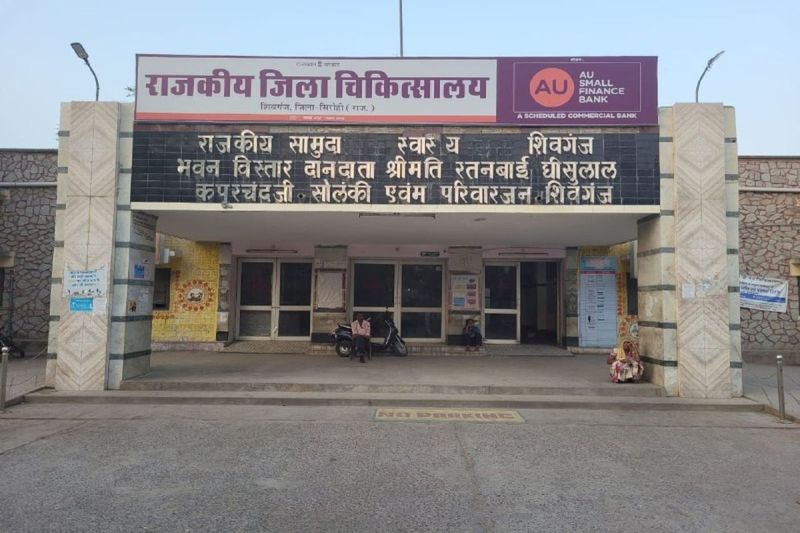 राजकीय जिला चिकित्सालय
शिवगंज, जिला-सिरोही (राज.)
AU
AU
SMALL
FINANCE
BANK
A SCHEDULED COMMERCIAL BANK
राजकीय सामुदा स्वास्थ्य शिवगंज
भवन विस्तार दानदाता श्रीमति रतनबाई घीसुलाल
कपुरचंदजी सौलंकी एवंम परिवारजन शिवगंज
NO PARKING